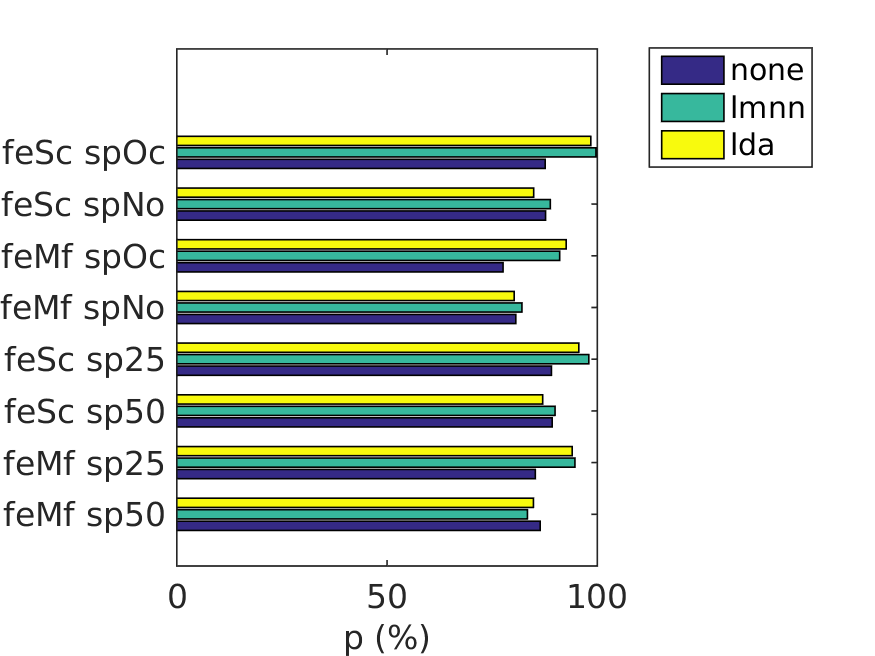 none
lmnn
lda
feSc spOc
feSc spNo
feMf spOc
feMf spNo
feSc sp25
feSc sp50
feMf sp25
feMf sp50
0 50 100
p (%)